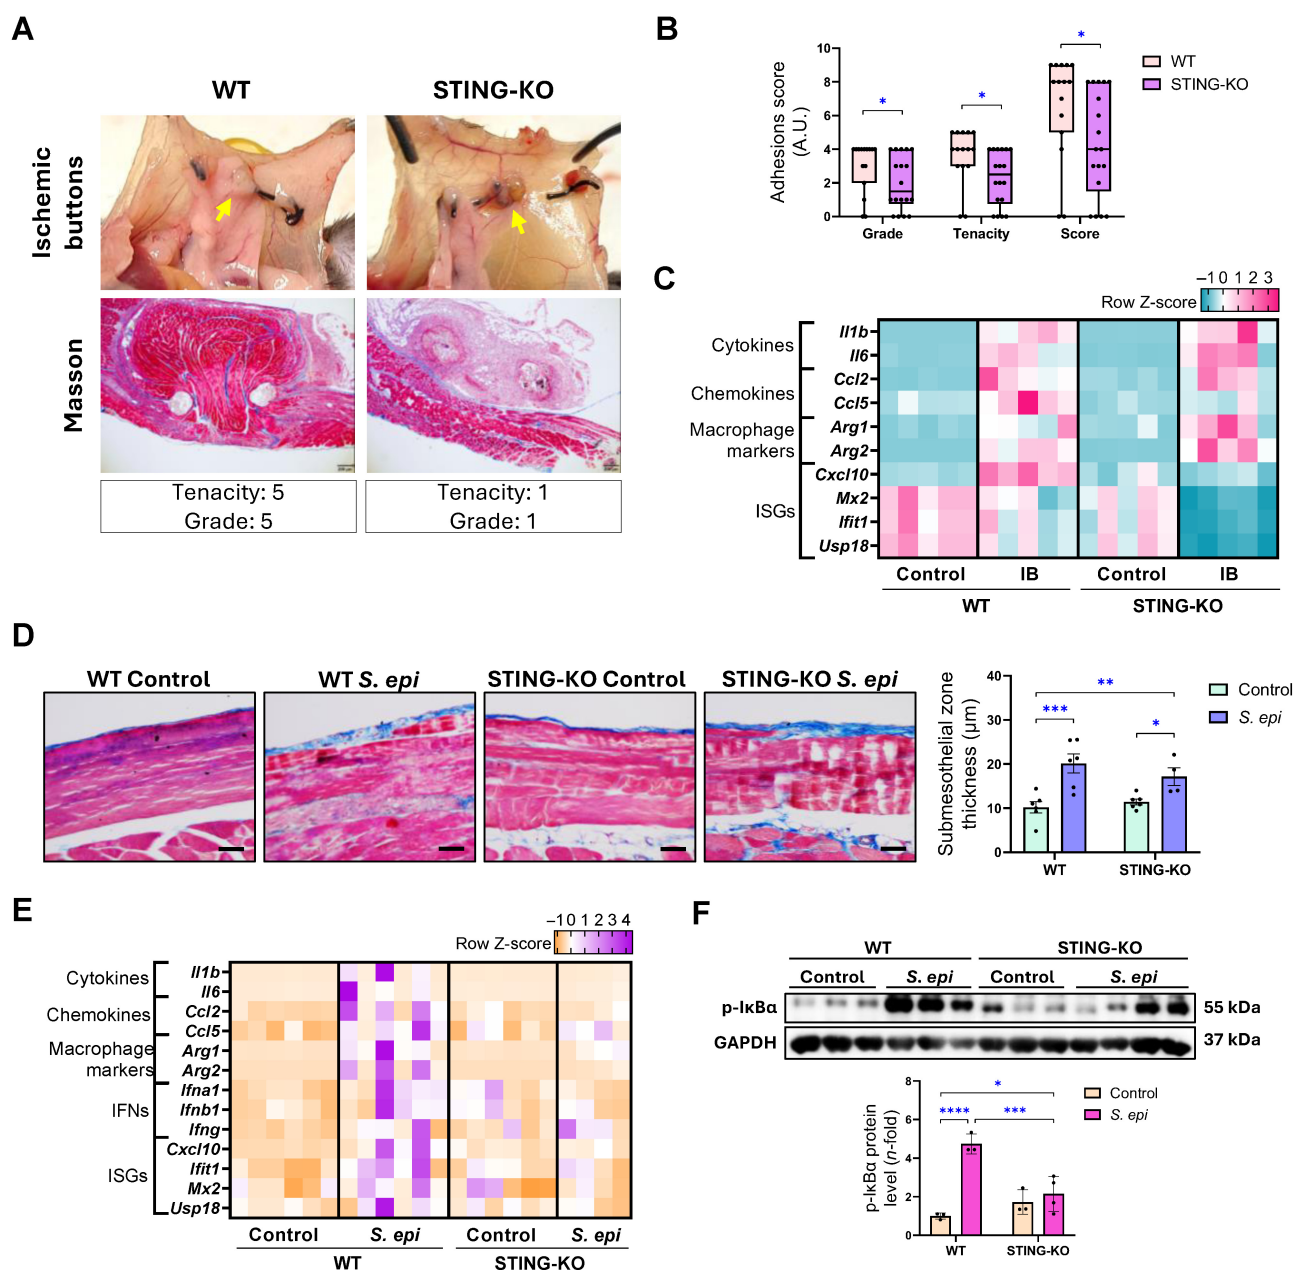 A
WT
STING-KO
Ischemic
buttons
Masson
Tenacity: 5
Grade: 5
Tenacity: 1
Grade: 1
B
Adhesions score
(A.U.)
10
8
6
4
2
0
*
*
*
Grade
Tenacity
Score
WT
STING-KO
C
Row Z-score
–1 0 1 2 3
Cytokines
Chemokines
Macrophage
markers
ISGs
Il1b
Il6
Ccl2
Ccl5
Arg1
Arg2
Cxcl10
Mx2
Ifit1
Usp18
Control
IB
Control
IB
WT
STING-KO
D
WT Control
WT S. epi
STING-KO Control
STING-KO S. epi
Submesothelial zone
thickness (µm)
40
30
20
10
0
**
***
*
WT
STING-KO
Control
S. epi
E
Row Z-score
–1 0 1 2 3 4
Cytokines
Chemokines
Macrophage
markers
IFNs
ISGs
Il1b
Il6
Ccl2
Ccl5
Arg1
Arg2
Ifna1
Ifnb1
Ifng
Cxcl10
Ifit1
Mx2
Usp18
Control
S. epi
Control
S. epi
WT
STING-KO
F
WT
STING-KO
Control
S. epi
Control
S. epi
p-IκBα
55 kDa
GAPDH
37 kDa
p-IκBα protein
level (n-fold)
8
6
4
2
0
*
****
***
WT
STING-KO
Control
S. epi